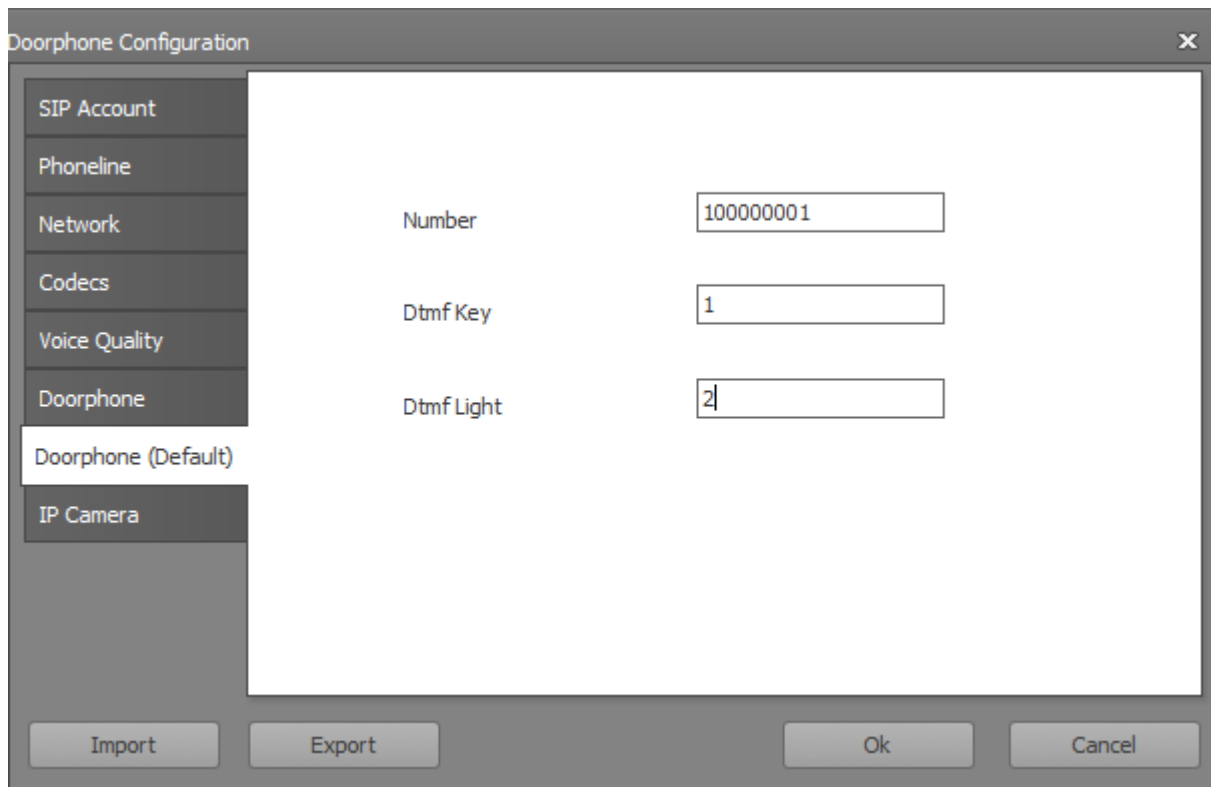 Doorphone Configuration
SIP Account
Phoneline
Network
Codecs
Voice Quality
Doorphone
Doorphone (Default)
IP Camera
Number 100000001
Dtmf Key 1
Dtmf Light 2
Import Export Ok Cancel